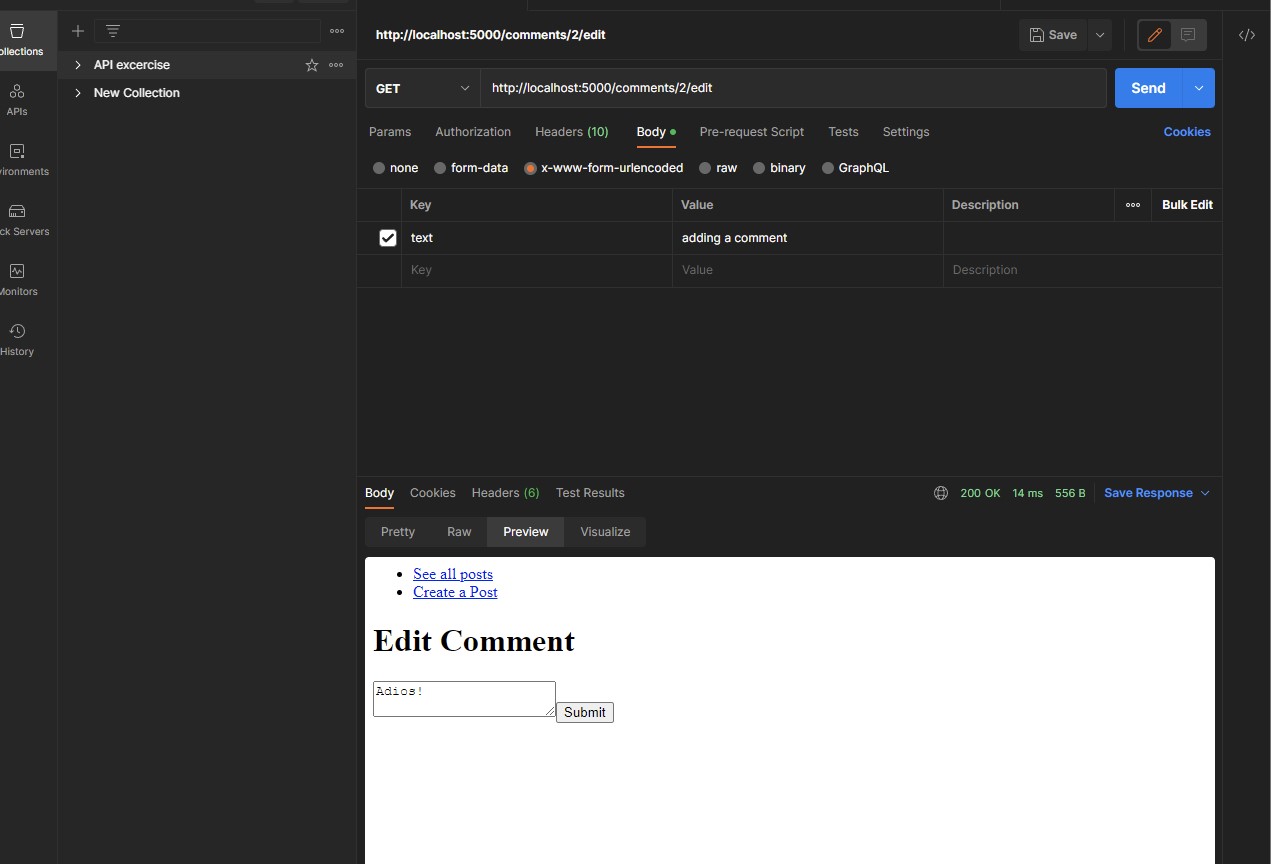 http://localhost:5000/comments/2/edit
Save
ollections
API excercise
New Collection
APIs
GET
http://localhost:5000/comments/2/edit
Send
Params Authorization Headers (10) Body Pre-request Script Tests Settings Cookies
vironments
none form-data x-www-form-urlencoded raw binary GraphQL
Key Value Description Bulk Edit
ck Servers
text adding a comment
Key Value Description
Monitors
History
Body Cookies Headers (6) Test Results 200 OK 14 ms 556 B Save Response
Pretty Raw Preview Visualize
See all posts
Create a Post
Edit Comment
Adios!
Submit